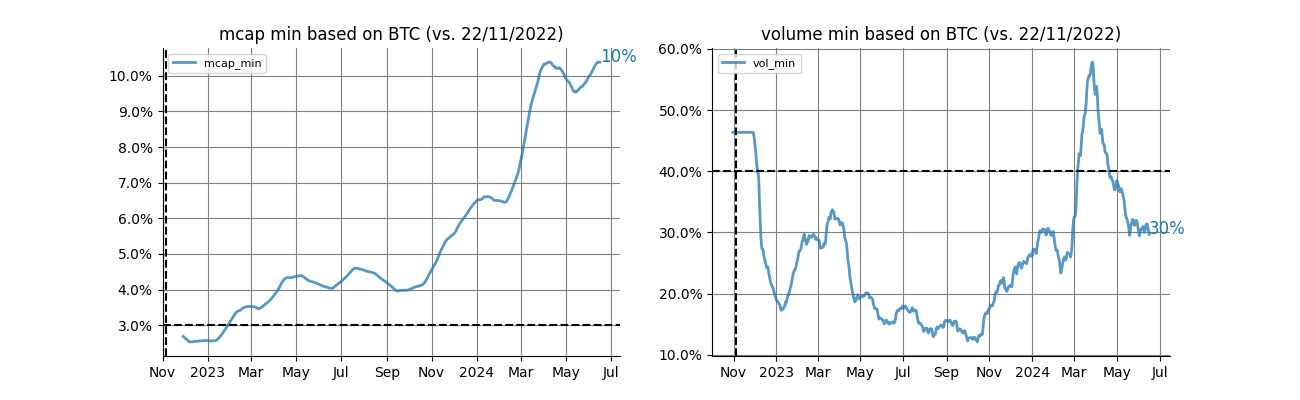 mcap min based on BTC (vs. 22/11/2022)
mcap_min
10%
10.0%
9.0%
8.0%
7.0%
6.0%
5.0%
4.0%
3.0%
Nov 2023 Mar May Jul Sep Nov 2024 Mar May Jul
volume min based on BTC (vs. 22/11/2022)
60.0%
vol_min
50.0%
40.0%
30.0%
30%
20.0%
10.0%
Nov 2023 Mar May Jul Sep Nov 2024 Mar May Jul